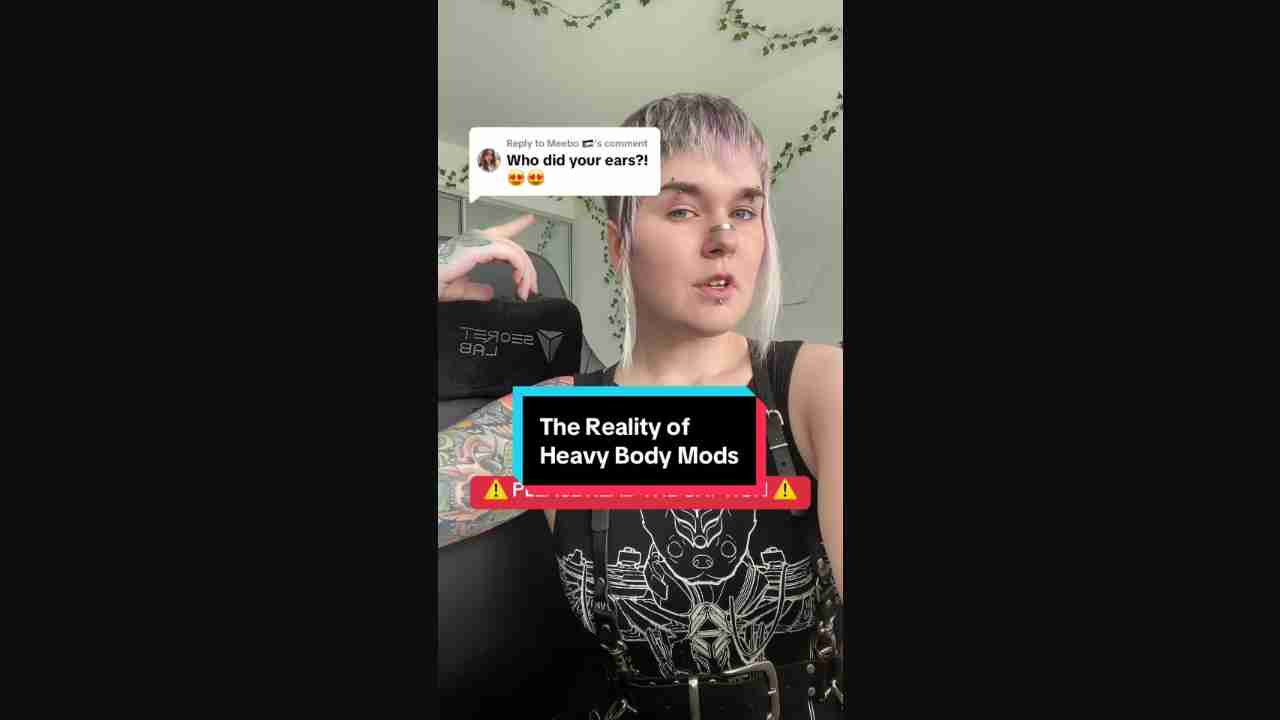 Reply to Meebo 's comment
Who did your ears?!
😍😍
SECRET
LAB
The Reality of
Heavy Body Mods
⚠️ ⚠️